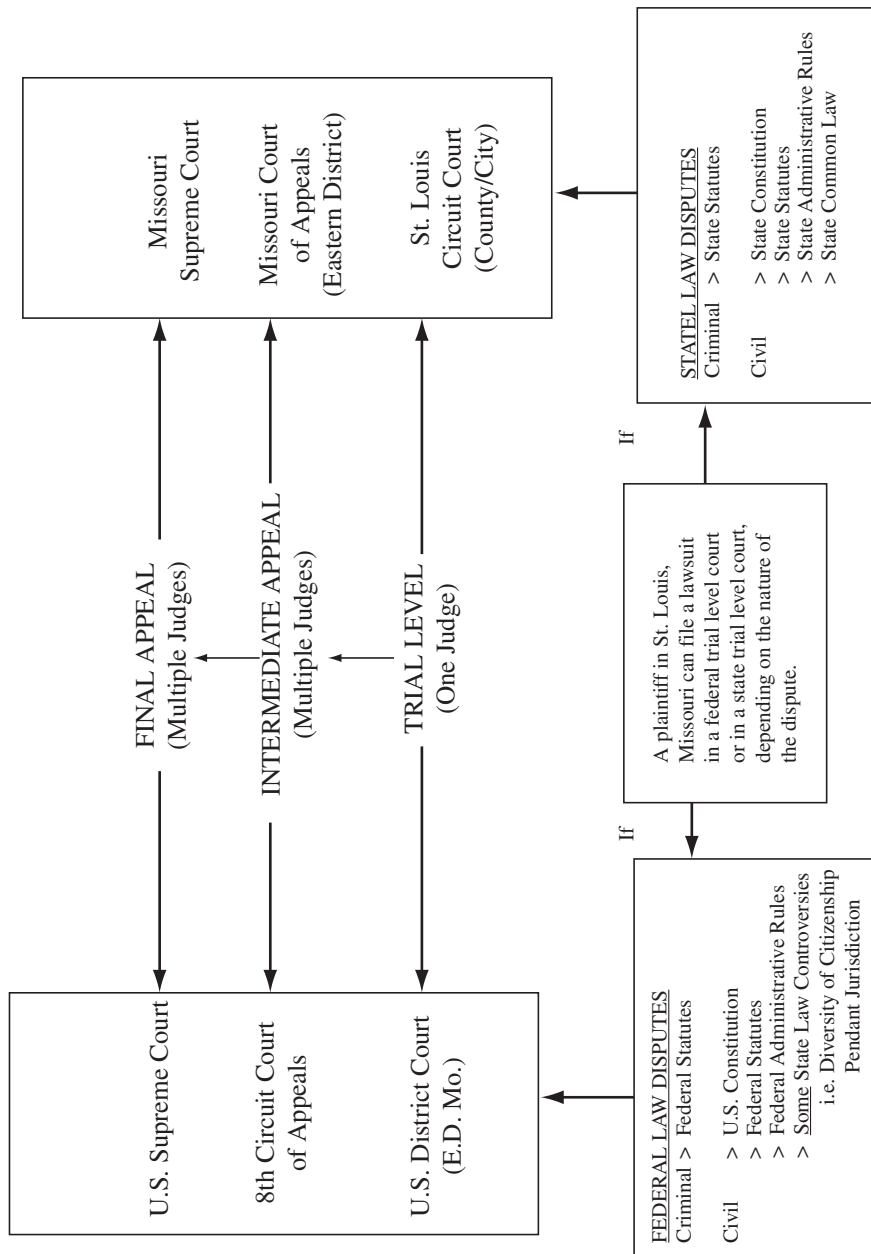 U.S. Supreme Court
8th Circuit Court
of Appeals
U.S. District Court
(E.D. Mo.)
FINAL APPEAL
(Multiple Judges)
INTERMEDIATE APPEAL
(Multiple Judges)
TRIAL LEVEL
(One Judge)
Missouri
Supreme Court
Missouri Court
of Appeals
(Eastern District)
St. Louis
Circuit Court
(County/City)
FEDERAL LAW DISPUTES
Criminal > Federal Statutes
Civil > U.S. Constitution
> Federal Statutes
> Federal Administrative Rules
> Some State Law Controversies
i.e. Diversity of Citizenship
Pendant Jurisdiction
If
A plaintiff in St. Louis,
Missouri can file a lawsuit
in a federal trial level court
or in a state trial level court,
depending on the nature of
the dispute.
If
STATEL LAW DISPUTES
Criminal > State Statutes
Civil > State Constitution
> State Statutes
> State Administrative Rules
> State Common Law